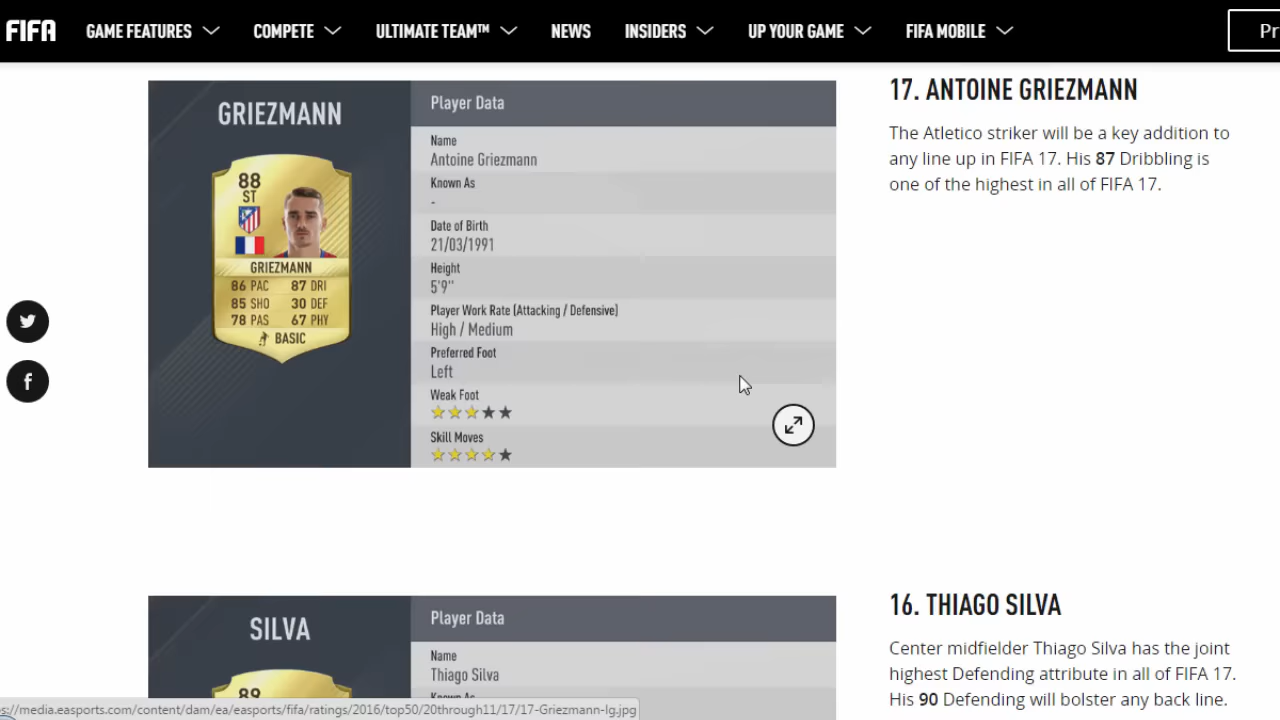 FIFA GAME FEATURES COMPETE ULTIMATE TEAM™ NEWS INSIDERS UP YOUR GAME FIFA MOBILE Pr
GRIEZMANN
88
ST
GRIEZMANN
86 PAC 87 DRI
85 SHO 30 DEF
78 PAS 67 PHY
BASIC
Player Data
Name
Antoine Griezmann
Known As
-
Date of Birth
21/03/1991
Height
5'9"
Player Work Rate (Attacking / Defensive)
High / Medium
Preferred Foot
Left
Weak Foot
Skill Moves
17. ANTOINE GRIEZMANN
The Atletico striker will be a key addition to
any line up in FIFA 17. His 87 Dribbling is
one of the highest in all of FIFA 17.
SILVA
89
Player Data
Name
Thiago Silva
Known As
16. THIAGO SILVA
Center midfielder Thiago Silva has the joint
highest Defending attribute in all of FIFA 17.
His 90 Defending will bolster any back line.
s://media.easports.com/content/dam/ea/easports/fifa/ratings/2016/top50/20through11/17/17-Griezmann-lg.jpg